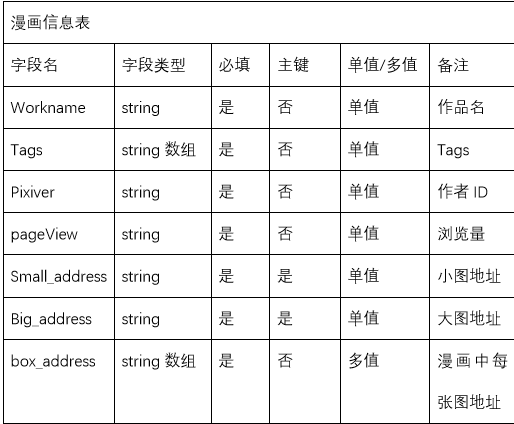 漫画信息表
字段名 字段类型 必填 主键 单值/多值 备注
Workname string 是 否 单值 作品名
Tags string 数组 是 否 单值 Tags
Pixiver string 是 否 单值 作者 ID
pageView string 是 否 单值 浏览量
Small_address string 是 是 单值 小图地址
Big_address string 是 是 单值 大图地址
box_address string 数组 是 否 多值 漫画中每
张图地址